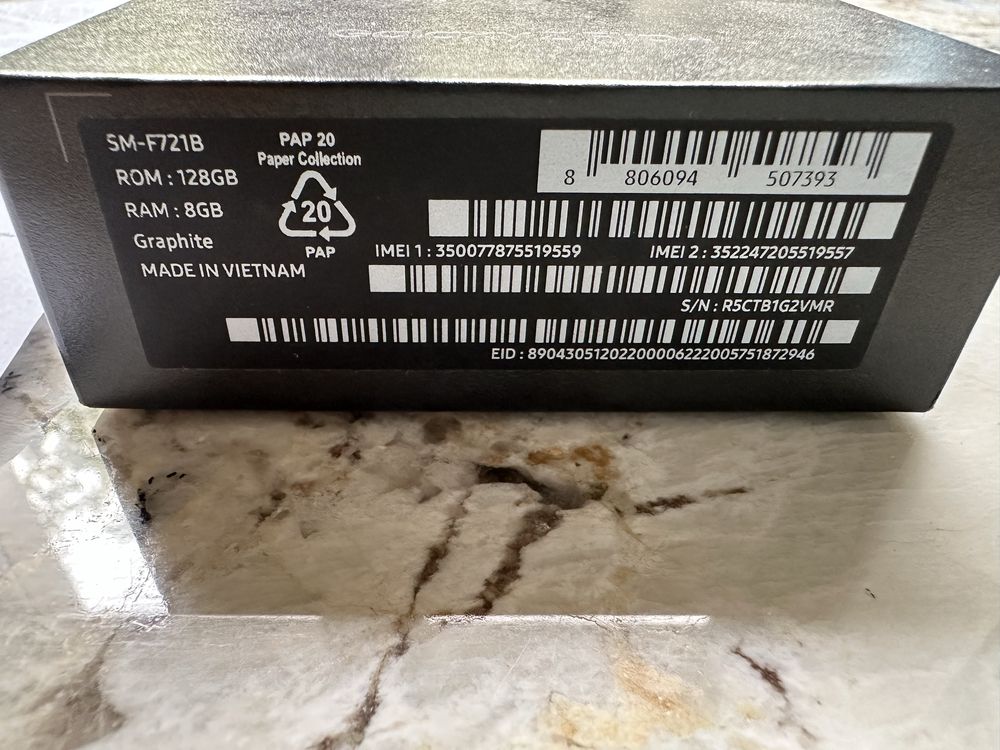 SM-F721B
ROM : 128GB
RAM : 8GB
Graphite
MADE IN VIETNAM
PAP 20
Paper Collection
20
PAP
8 806094 507393
IMEI 1 : 350077875519559 IMEI 2 : 352247205519557
S/N : R5CTB1G2VMR
EID : 89043051202200006222005751872946